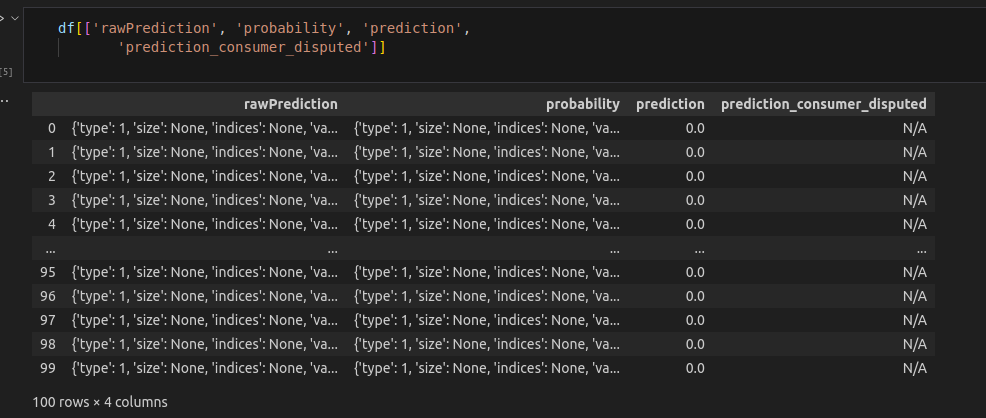 df[['rawPrediction', 'probability', 'prediction',
'prediction_consumer_disputed']]
[5]
rawPrediction probability prediction prediction_consumer_disputed
0 {'type': 1, 'size': None, 'indices': None, 'va... {'type': 1, 'size': None, 'indices': None, 'va... 0.0 N/A
1 {'type': 1, 'size': None, 'indices': None, 'va... {'type': 1, 'size': None, 'indices': None, 'va... 0.0 N/A
2 {'type': 1, 'size': None, 'indices': None, 'va... {'type': 1, 'size': None, 'indices': None, 'va... 0.0 N/A
3 {'type': 1, 'size': None, 'indices': None, 'va... {'type': 1, 'size': None, 'indices': None, 'va... 0.0 N/A
4 {'type': 1, 'size': None, 'indices': None, 'va... {'type': 1, 'size': None, 'indices': None, 'va... 0.0 N/A
... ... ... ... ...
95 {'type': 1, 'size': None, 'indices': None, 'va... {'type': 1, 'size': None, 'indices': None, 'va... 0.0 N/A
96 {'type': 1, 'size': None, 'indices': None, 'va... {'type': 1, 'size': None, 'indices': None, 'va... 0.0 N/A
97 {'type': 1, 'size': None, 'indices': None, 'va... {'type': 1, 'size': None, 'indices': None, 'va... 0.0 N/A
98 {'type': 1, 'size': None, 'indices': None, 'va... {'type': 1, 'size': None, 'indices': None, 'va... 0.0 N/A
99 {'type': 1, 'size': None, 'indices': None, 'va... {'type': 1, 'size': None, 'indices': None, 'va... 0.0 N/A
100 rows × 4 columns